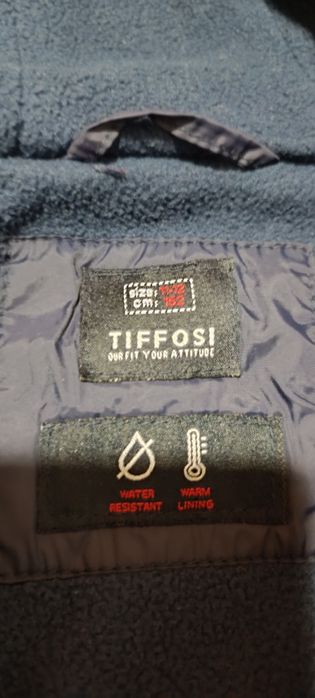 size: 11-12
cm: 152
TIFFOSI
OUR FIT YOUR ATTITUDE
WATER RESISTANT
WARM LINING